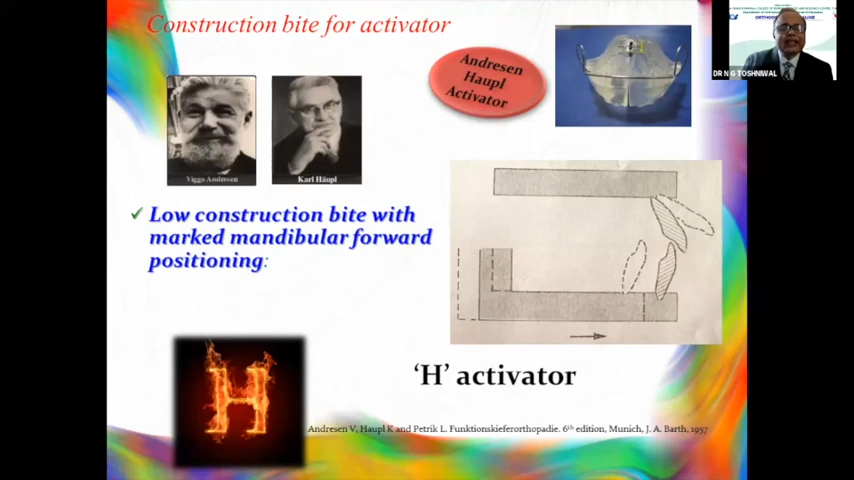 Construction bite for activator
Andresen
Haupl
Activator
DR N G TOSHNIWAL
Viggo Andresen
Karl Häupl
Low construction bite with
marked mandibular forward
positioning:
‘H’ activator
H
Andresen V, Haupl K and Petrik L. Funktionskieferorthopadie. 6th edition, Munich, J. A. Barth, 1957